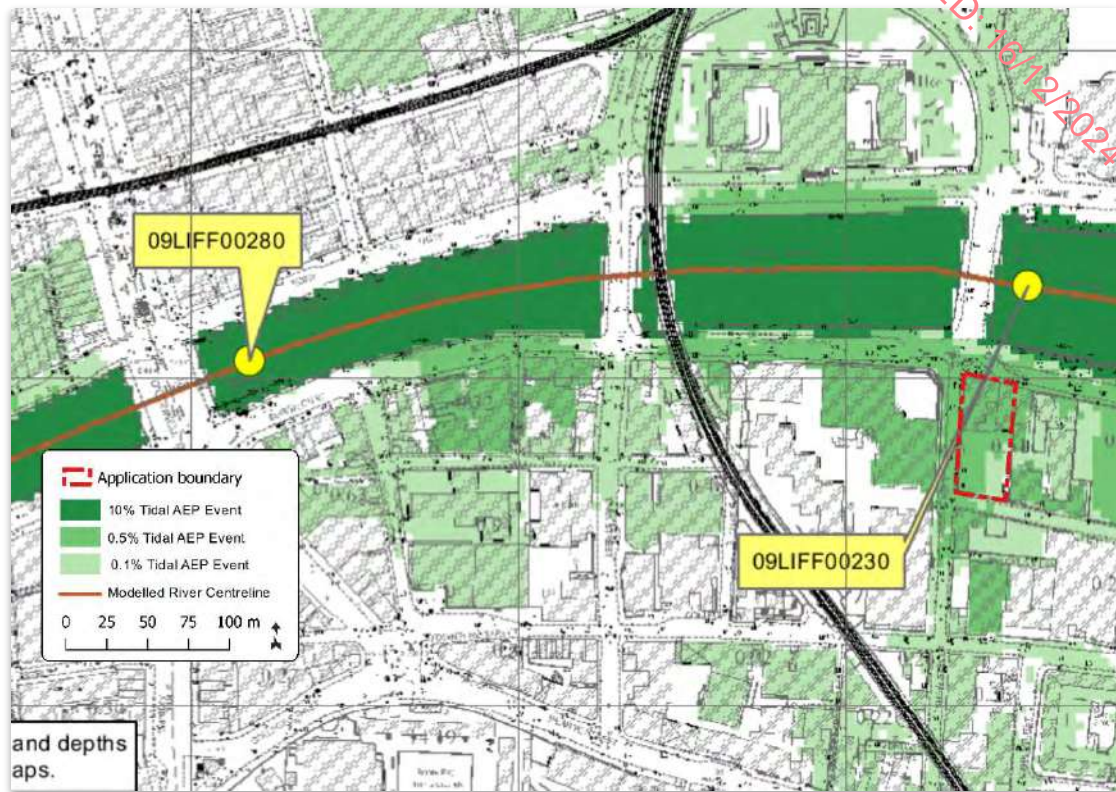 ED: 16/12/2024
09LIFF00280
Application boundary
10% Tidal AEP Event
0.5% Tidal AEP Event
0.1% Tidal AEP Event
Modelled River Centreline
0 25 50 75 100 m
09LIFF00230
and depths
aps.